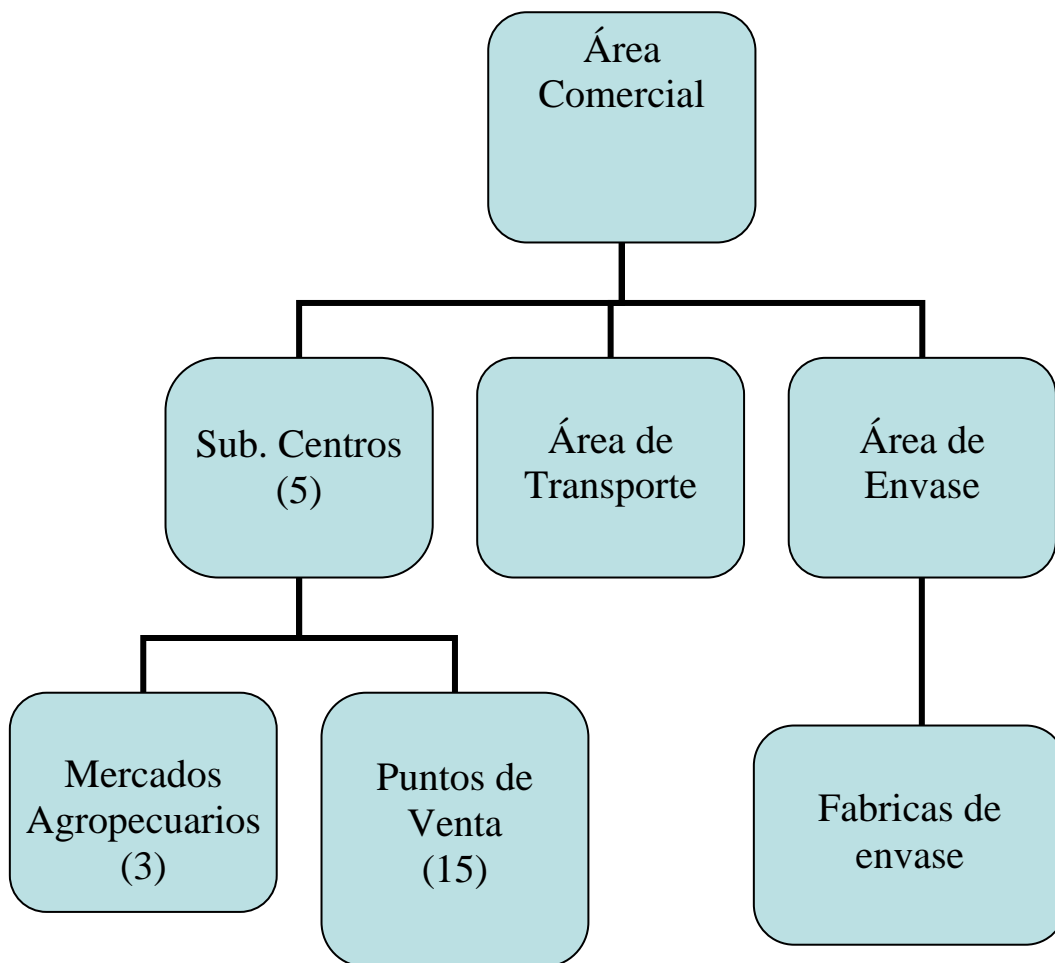 Área
Comercial
Sub. Centros
(5)
Área de
Transporte
Área de
Envase
Mercados
Agropecuarios
(3)
Puntos de
Venta
(15)
Fabricas de
envase